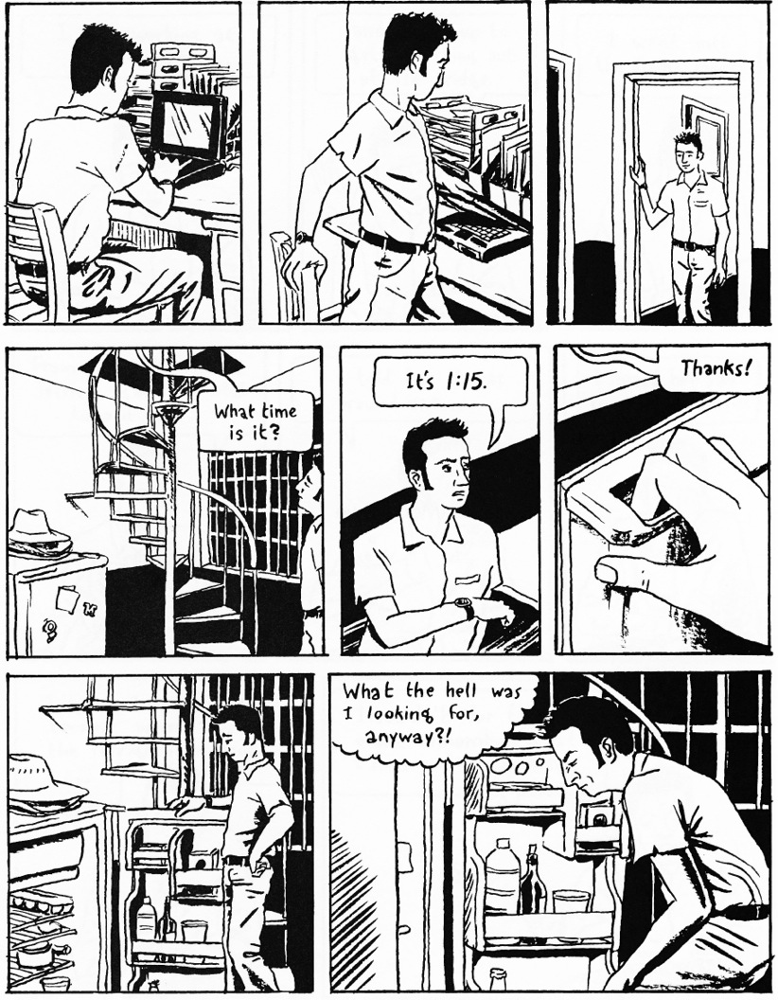 What time
is it?
It's 1:15.
Thanks!
What the hell was
I looking for,
anyway?!